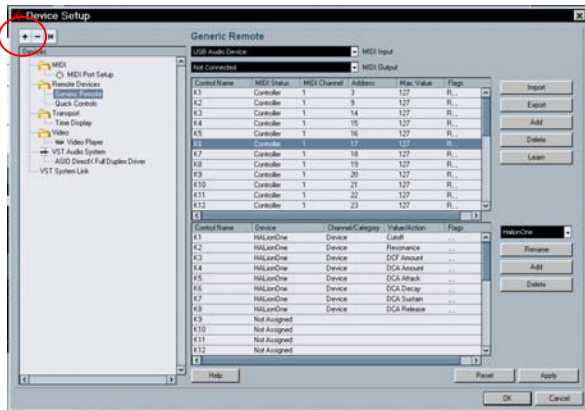 Device Setup
+ - |◄
Generic Remote
Devices
USB Audio Device MIDI Input
Not Connected MIDI Output
MIDI
MIDI Port Setup
Remote Devices
Generic Remote
Quick Controls
Transport
Time Display
Video
Video Player
VST Audio System
ASIO DirectX Full Duplex Driver
VST System Link
Control Name MIDI Status MIDI Channel Address Max. Value Flags
K1 Controller 1 3 127 R, ,
K2 Controller 1 9 127 R, ,
K3 Controller 1 14 127 R, ,
K4 Controller 1 15 127 R, ,
K5 Controller 1 16 127 R, ,
K6 Controller 1 17 127 R, ,
K7 Controller 1 18 127 R, ,
K8 Controller 1 19 127 R, ,
K9 Controller 1 20 127 R, ,
K10 Controller 1 21 127 R, ,
K11 Controller 1 22 127 R, ,
K12 Controller 1 23 127 R, ,
Import
Export
Add
Delete
Learn
Control Name Device Channel/Category Value/Action Flags
K1 HALionOne Device Cutoff , ,
K2 HALionOne Device Resonance , ,
K3 HALionOne Device DCF Amount , ,
K4 HALionOne Device DCA Amount , ,
K5 HALionOne Device DCA Attack , ,
K6 HALionOne Device DCA Decay , ,
K7 HALionOne Device DCA Sustain , ,
K8 HALionOne Device DCA Release , ,
K9 Not Assigned
K10 Not Assigned
K11 Not Assigned
K12 Not Assigned
HalionOne
Rename
Add
Delete
Help Reset Apply
OK Cancel